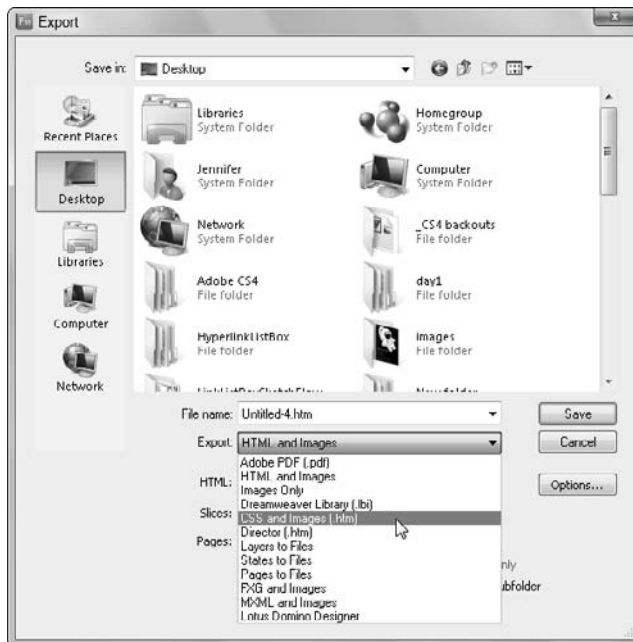 Fw Export
Save in: Desktop
Recent Places
Desktop
Libraries
Computer
Network
Libraries
System Folder
Homegroup
System Folder
Jennifer
System Folder
Computer
System Folder
Network
System Folder
_CS4 backouts
File folder
Adobe CS4
File folder
day1
File folder
HyperlinkListBox
File folder
images
File folder
File name: Untitled-4.htm
Save
Export: HTML and Images
Cancel
Adobe PDF (.pdf)
HTML: HTML and Images
Options...
Images Only
Dreamweaver Library (.lbi)
Slices: CSS and Images (.htm)
Director (.htm)
Pages: Layers to Files
States to Files
Pages to Files
FXG and Images
MXML and Images
Lotus Domino Designer